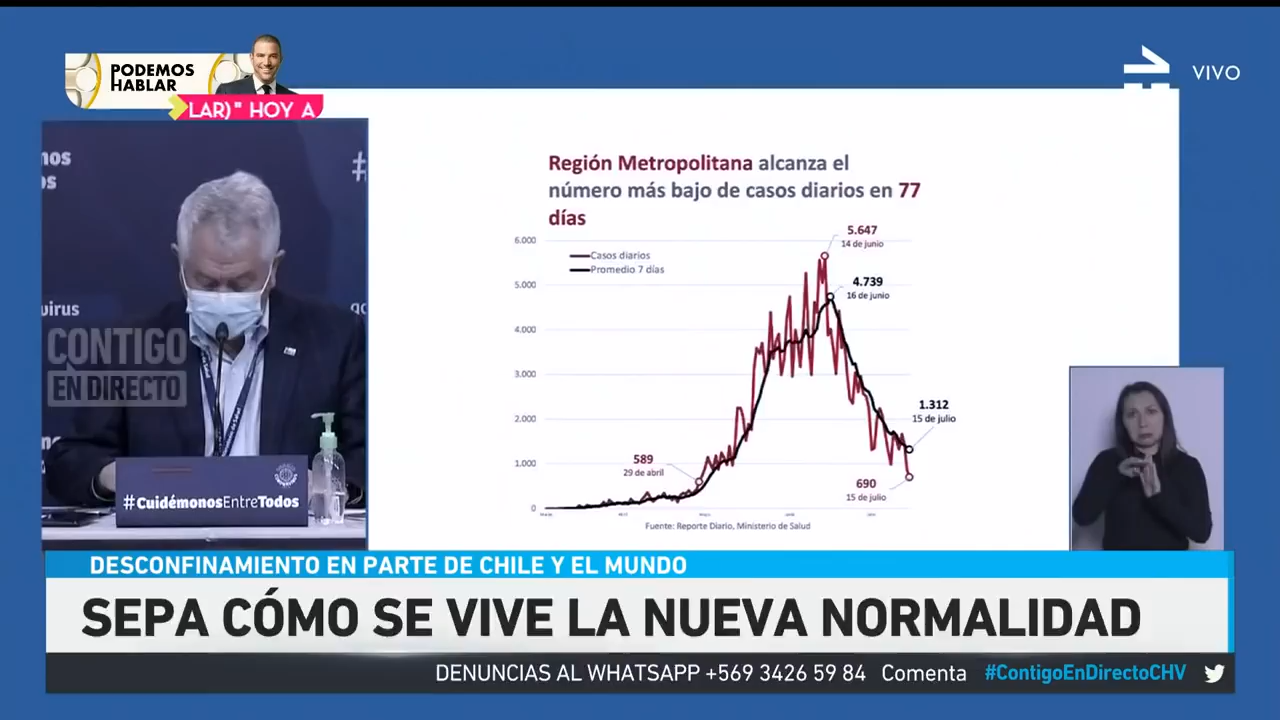 PODEMOS
HABLAR
LAR)" HOY A
VIVO
nos
os
#
virus
CONTIGO
EN DIRECTO
#CuidémonosEntreTodos
Región Metropolitana alcanza el
número más bajo de casos diarios en 77
días
6.000
5.000
4.000
3.000
2.000
1.000
0
Casos diarios
Promedio 7 días
5.647
14 de junio
4.739
16 de junio
1.312
15 de julio
589
29 de abril
690
15 de julio
Fuente: Reporte Diario, Ministerio de Salud
DESCONFINAMIENTO EN PARTE DE CHILE Y EL MUNDO
SEPA CÓMO SE VIVE LA NUEVA NORMALIDAD
DENUNCIAS AL WHATSAPP +569 3426 59 84 Comenta #ContigoEnDirectoCHV